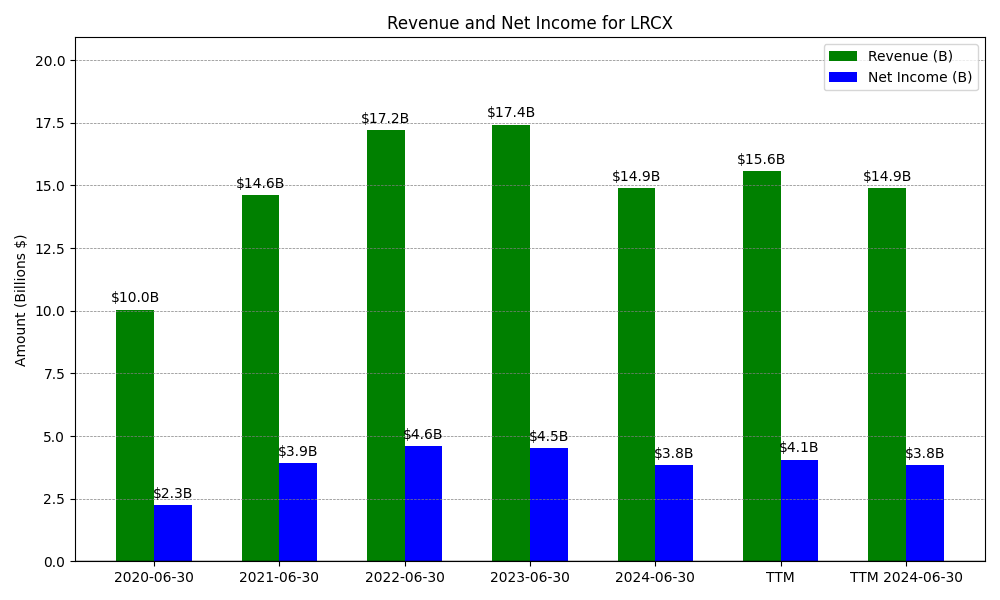 Revenue and Net Income for LRCX
Revenue (B)
Net Income (B)
Amount (Billions $)
20.0
17.5
15.0
12.5
10.0
7.5
5.0
2.5
0.0
$10.0B
$2.3B
$14.6B
$3.9B
$17.2B
$4.6B
$17.4B
$4.5B
$14.9B
$3.8B
$15.6B
$4.1B
$14.9B
$3.8B
2020-06-30
2021-06-30
2022-06-30
2023-06-30
2024-06-30
TTM
TTM 2024-06-30